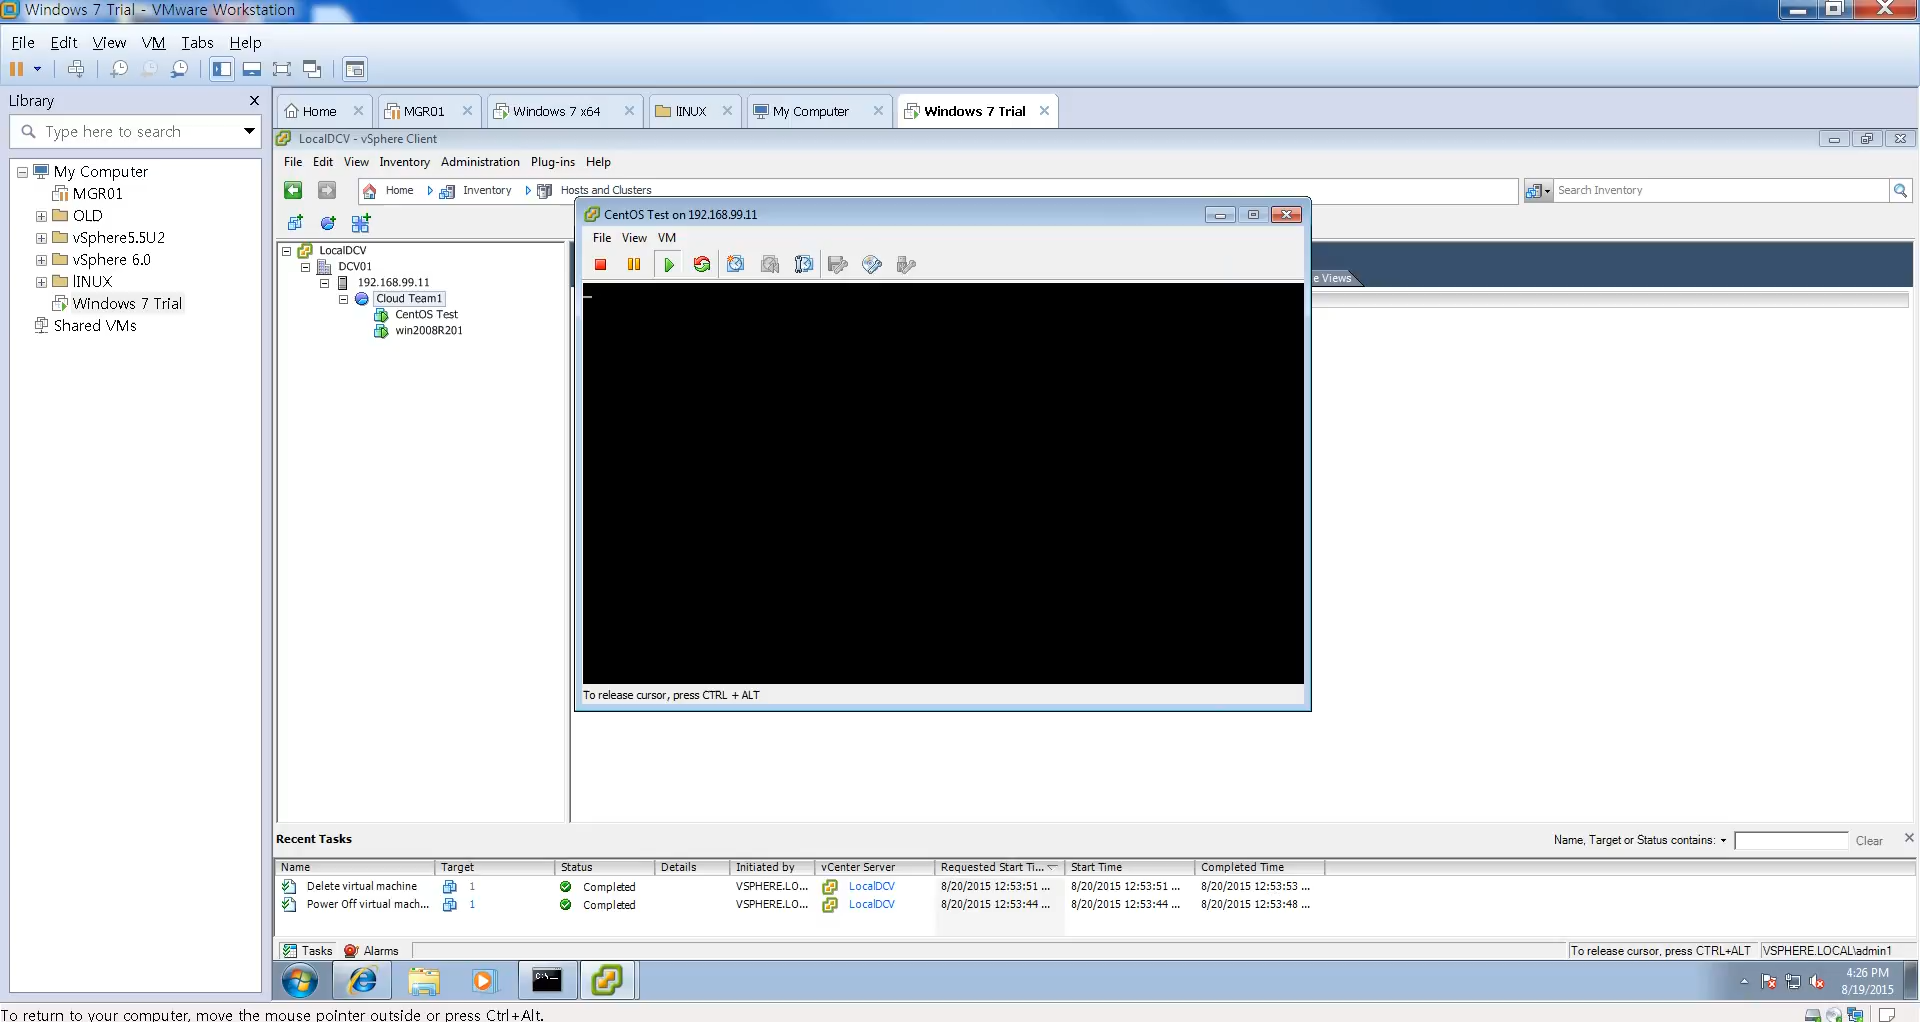 Windows 7 Trial - VMware Workstation
File Edit View VM Tabs Help
Library
Type here to search
My Computer
MGR01
OLD
vSphere5.5U2
vSphere 6.0
lINUX
Windows 7 Trial
Shared VMs
Home MGR01 Windows 7 x64 lINUX My Computer Windows 7 Trial
LocalDCV - vSphere Client
File Edit View Inventory Administration Plug-ins Help
Home Inventory Hosts and Clusters Search Inventory
LocalDCV
DCV01
192.168.99.11
Cloud Team1
CentOS Test
win2008R201
CentOS Test on 192.168.99.11
File View VM
e Views
To release cursor, press CTRL + ALT
Recent Tasks
Name, Target or Status contains: Clear
Name Target Status Details Initiated by vCenter Server Requested Start Ti... Start Time Completed Time
Delete virtual machine 1 Completed VSPHERE.LO... LocalDCV 8/20/2015 12:53:51 ... 8/20/2015 12:53:51 ... 8/20/2015 12:53:53 ...
Power Off virtual mach... 1 Completed VSPHERE.LO... LocalDCV 8/20/2015 12:53:44 ... 8/20/2015 12:53:44 ... 8/20/2015 12:53:48 ...
Tasks Alarms To release cursor, press CTRL+ALT VSPHERE.LOCAL\admin1
C:\_
4:26 PM
8/19/2015
To return to your computer, move the mouse pointer outside or press Ctrl+Alt.